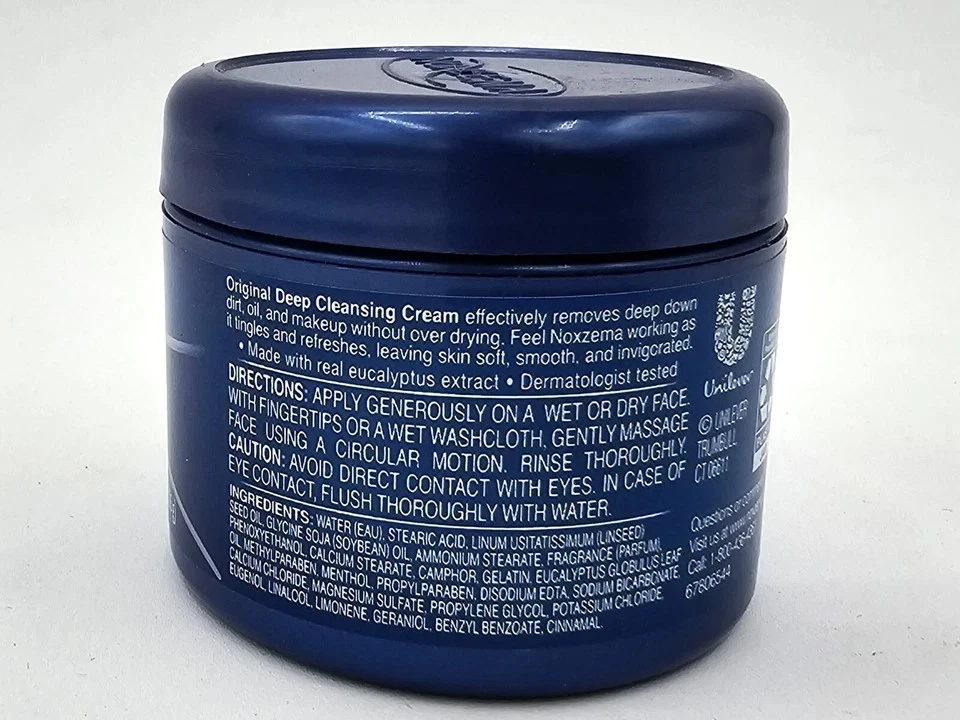 Noxzema
Original Deep Cleansing Cream effectively removes deep down
dirt, oil, and makeup without over drying. Feel Noxzema working as
it tingles and refreshes, leaving skin soft, smooth, and invigorated.
• Made with real eucalyptus extract • Dermatologist tested
DIRECTIONS: APPLY GENEROUSLY ON A WET OR DRY FACE.
WITH FINGERTIPS OR A WET WASHCLOTH, GENTLY MASSAGE
FACE USING A CIRCULAR MOTION. RINSE THOROUGHLY.
CAUTION: AVOID DIRECT CONTACT WITH EYES. IN CASE OF
EYE CONTACT, FLUSH THOROUGHLY WITH WATER.
INGREDIENTS: WATER (EAU), STEARIC ACID, LINUM USITATISSIMUM (LINSEED)
SEED OIL, GLYCINE SOJA (SOYBEAN) OIL, AMMONIUM STEARATE, FRAGRANCE (PARFUM),
PHENOXYETHANOL, CALCIUM STEARATE, CAMPHOR, GELATIN, EUCALYPTUS GLOBULUS LEAF
OIL, METHYLPARABEN, MENTHOL, PROPYLPARABEN, DISODIUM EDTA, SODIUM BICARBONATE,
CALCIUM CHLORIDE, MAGNESIUM SULFATE, PROPYLENE GLYCOL, POTASSIUM CHLORIDE,
EUGENOL, LINALOOL, LIMONENE, GERANIOL, BENZYL BENZOATE, CINNAMAL.
Unilever
© UNILEVER
TRUMBULL
CT 06611
Questions or
Visit us at
Call: 1-800-436-
67806544